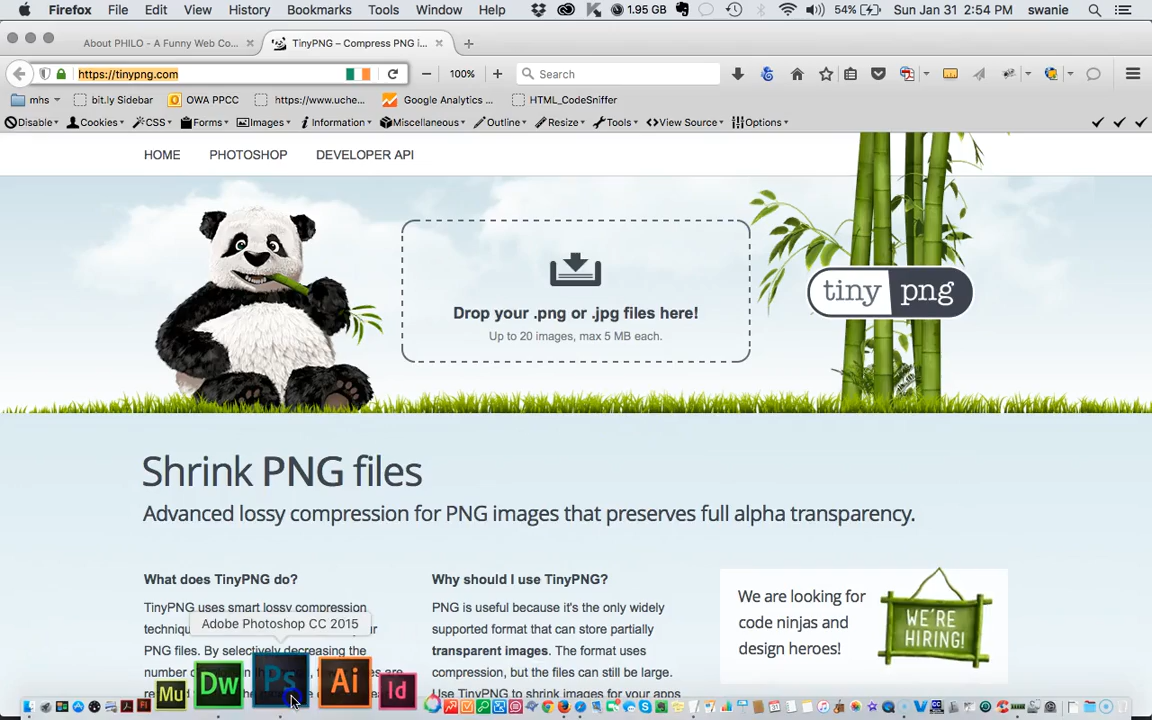 Firefox File Edit View History Bookmarks Tools Window Help 1.95 GB 54% Sun Jan 31 2:54 PM swanie
About PHILO - A Funny Web Co... TinyPNG – Compress PNG i...
https://tinypng.com 100% Search
mhs bit.ly Sidebar OWA PPCC https://www.uche... Google Analytics ... HTML_CodeSniffer
Disable Cookies CSS Forms Images Information Miscellaneous Outline Resize Tools View Source Options
HOME PHOTOSHOP DEVELOPER API
Drop your .png or .jpg files here!
Up to 20 images, max 5 MB each.
tiny png
Shrink PNG files
Advanced lossy compression for PNG images that preserves full alpha transparency.
What does TinyPNG do?
TinyPNG uses smart lossy compression
techniqu
PNG files. By selectively decreasing the
number
Why should I use TinyPNG?
PNG is useful because it's the only widely
supported format that can store partially
transparent images. The format uses
compression, but the files can still be large.
Use TinyPNG to shrink images for your apps
We are looking for
code ninjas and
design heroes!
WE'RE
HIRING!
Adobe Photoshop CC 2015
Mu Dw Ps Ai Id